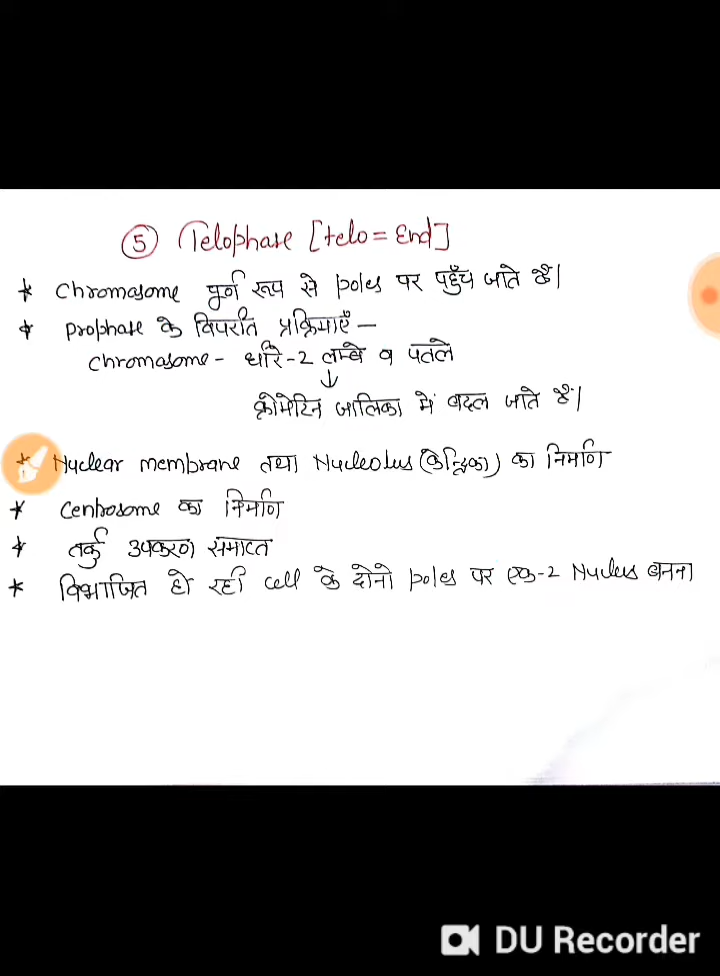 ⑤ Telophase [telo = End]
* Chromosome पूर्ण रूप से poles पर पहुँच जाते हैं।
* Prophase के विपरीत प्रक्रियाएँ —
Chromosome - धीरे-2 लम्बे व पतले
↓
क्रोमेटिन जालिका में बदल जाते हैं।
* Nuclear membrane तथा Nucleolus (केन्द्रिका) का निर्माण
* Centrosome का निर्माण
* तर्कु उपकरण समाप्त
* विभाजित हो रही cell के दोनो poles पर एक-2 Nucleus बनना
DU Recorder